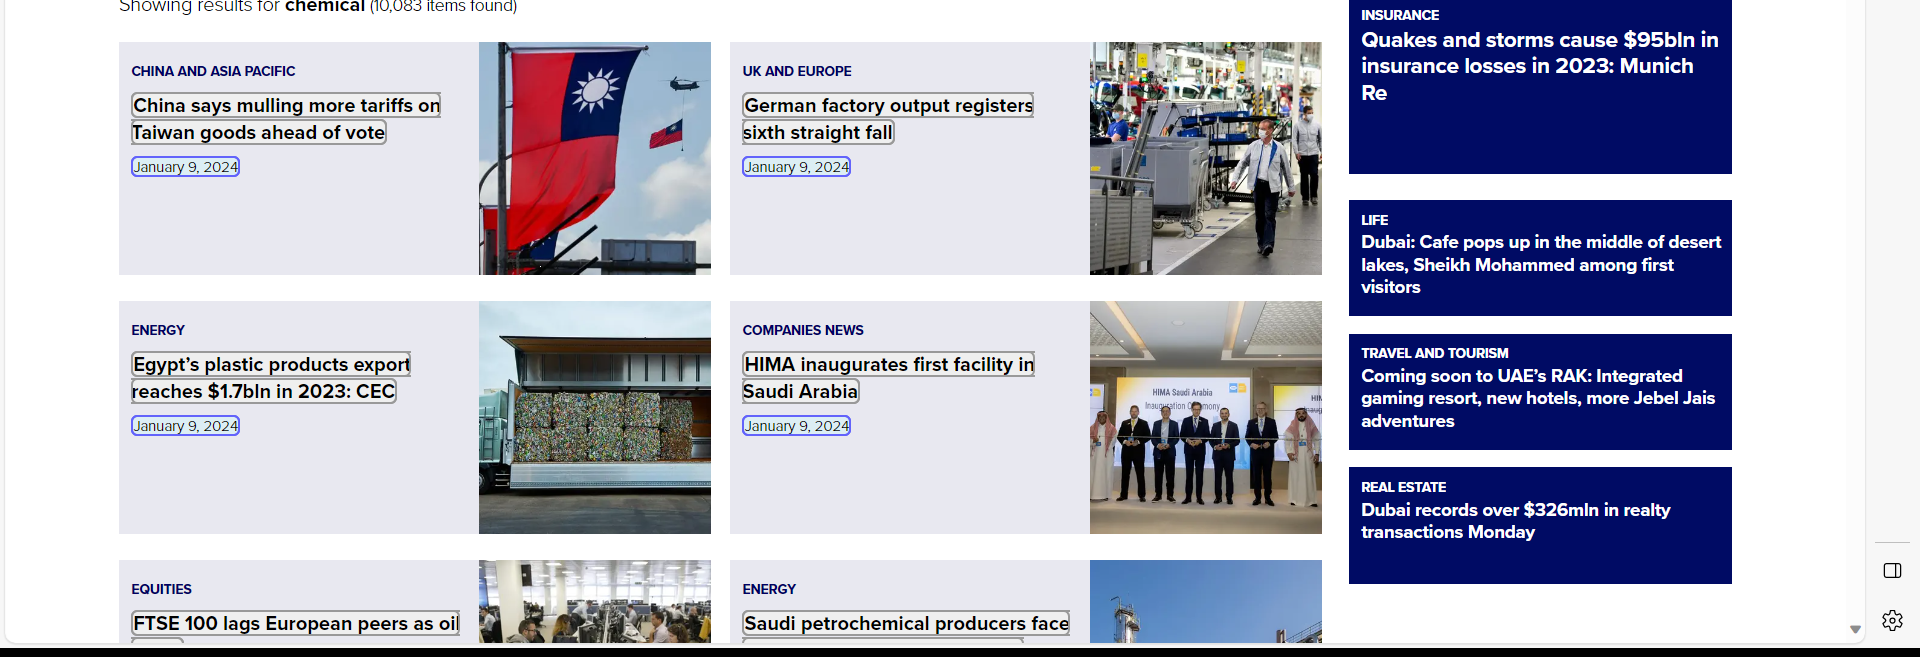 Showing results for chemical (10,083 items found)
CHINA AND ASIA PACIFIC
China says mulling more tariffs on
Taiwan goods ahead of vote
January 9, 2024
UK AND EUROPE
German factory output registers
sixth straight fall
January 9, 2024
ENERGY
Egypt’s plastic products export
reaches $1.7bln in 2023: CEC
January 9, 2024
COMPANIES NEWS
HIMA inaugurates first facility in
Saudi Arabia
January 9, 2024
HIMA Saudi Arabia
Inauguration Ceremony
EQUITIES
FTSE 100 lags European peers as oil
ENERGY
Saudi petrochemical producers face
INSURANCE
Quakes and storms cause $95bln in
insurance losses in 2023: Munich
Re
LIFE
Dubai: Cafe pops up in the middle of desert
lakes, Sheikh Mohammed among first
visitors
TRAVEL AND TOURISM
Coming soon to UAE’s RAK: Integrated
gaming resort, new hotels, more Jebel Jais
adventures
REAL ESTATE
Dubai records over $326mln in realty
transactions Monday